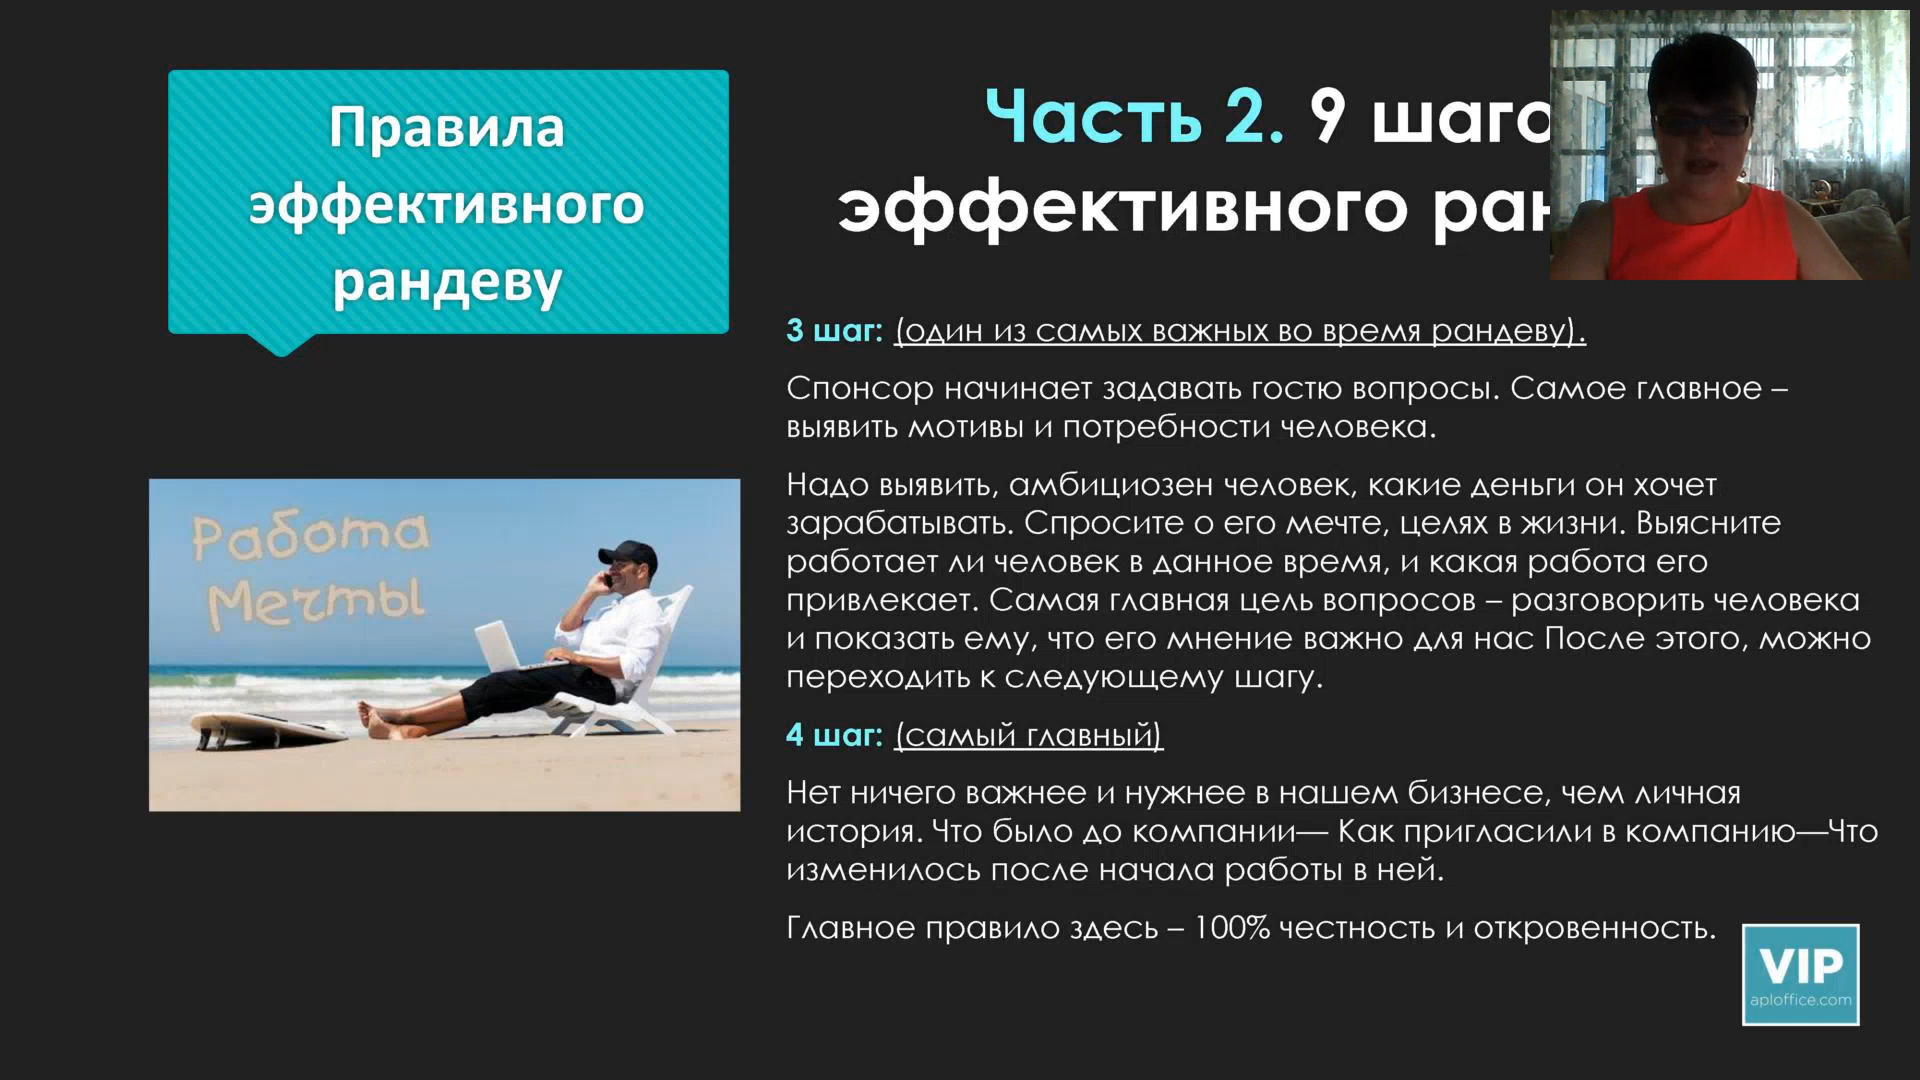 Правила
эффективного
рандеву
Часть 2. 9 шаго
эффективного ран
3 шаг: (один из самых важных во время рандеву).
Спонсор начинает задавать гостю вопросы. Самое главное –
выявить мотивы и потребности человека.
Надо выявить, амбициозен человек, какие деньги он хочет
зарабатывать. Спросите о его мечте, целях в жизни. Выясните
работает ли человек в данное время, и какая работа его
привлекает. Самая главная цель вопросов – разговорить человека
и показать ему, что его мнение важно для нас После этого, можно
переходить к следующему шагу.
4 шаг: (самый главный)
Нет ничего важнее и нужнее в нашем бизнесе, чем личная
история. Что было до компании— Как пригласили в компанию—Что
изменилось после начала работы в ней.
Главное правило здесь – 100% честность и откровенность.
Работа
Мечты
VIP
aploffice.com